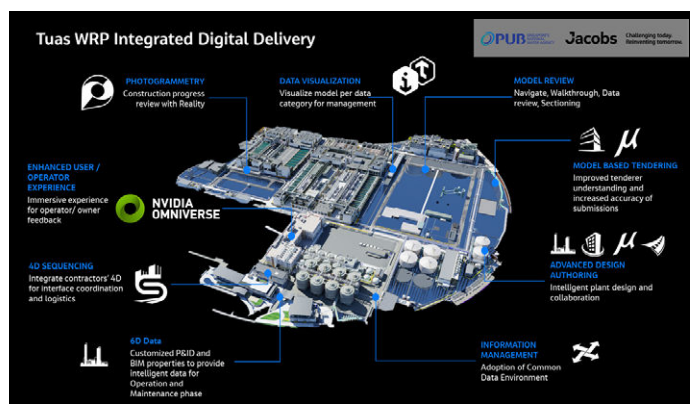 Tuas WRP Integrated Digital Delivery
PUB
Jacobs
Challenging today.
Reinventing tomorrow.
PHOTOGRAMMETRY
Construction progress
review with Reality
DATA VISUALIZATION
Visualize model per data
category for management
MODEL REVIEW
Navigate, Walkthrough, Data
review, Sectioning
ENHANCED USER /
OPERATOR
EXPERIENCE
Immersive experience
for operator/ owner
feedback
NVIDIA
OMNIVERSE
MODEL BASED TENDERING
Improved tenderer
understanding and
increased accuracy of
submissions
4D SEQUENCING
Integrate contractors' 4D
for interface coordination
and logistics
ADVANCED DESIGN
AUTHORING
Intelligent plant design and
collaboration
6D Data
Customized P&ID and
BIM properties to provide
Intelligent data for
Operation and
Maintenance phase
INFORMATION
MANAGEMENT
Adoption of Common
Data Environment